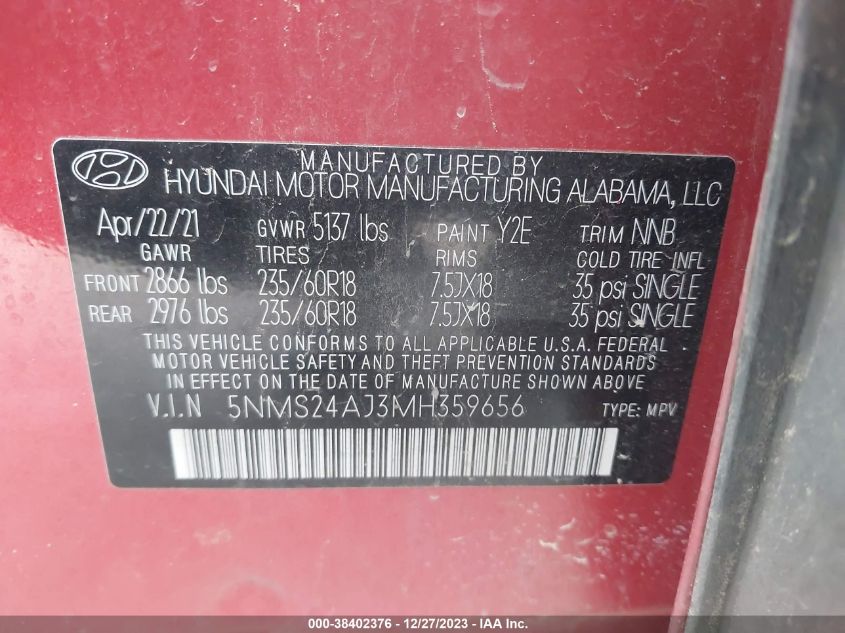 MANUFACTURED BY
HYUNDAI MOTOR MANUFACTURING ALABAMA, LLC
Apr/22/21 GVWR 5137 lbs PAINT Y2E TRIM NNB
GAWR TIRES RIMS COLD TIRE INFL
FRONT 2866 lbs 235/60R18 7.5JX18 35 psi SINGLE
REAR 2976 lbs 235/60R18 7.5JX18 35 psi SINGLE
THIS VEHICLE CONFORMS TO ALL APPLICABLE U.S.A. FEDERAL
MOTOR VEHICLE SAFETY AND THEFT PREVENTION STANDARDS
IN EFFECT ON THE DATE OF MANUFACTURE SHOWN ABOVE.
V.I.N 5NMS24AJ3MH359656 TYPE: MPV
000-38402376 - 12/27/2023 - IAA Inc.